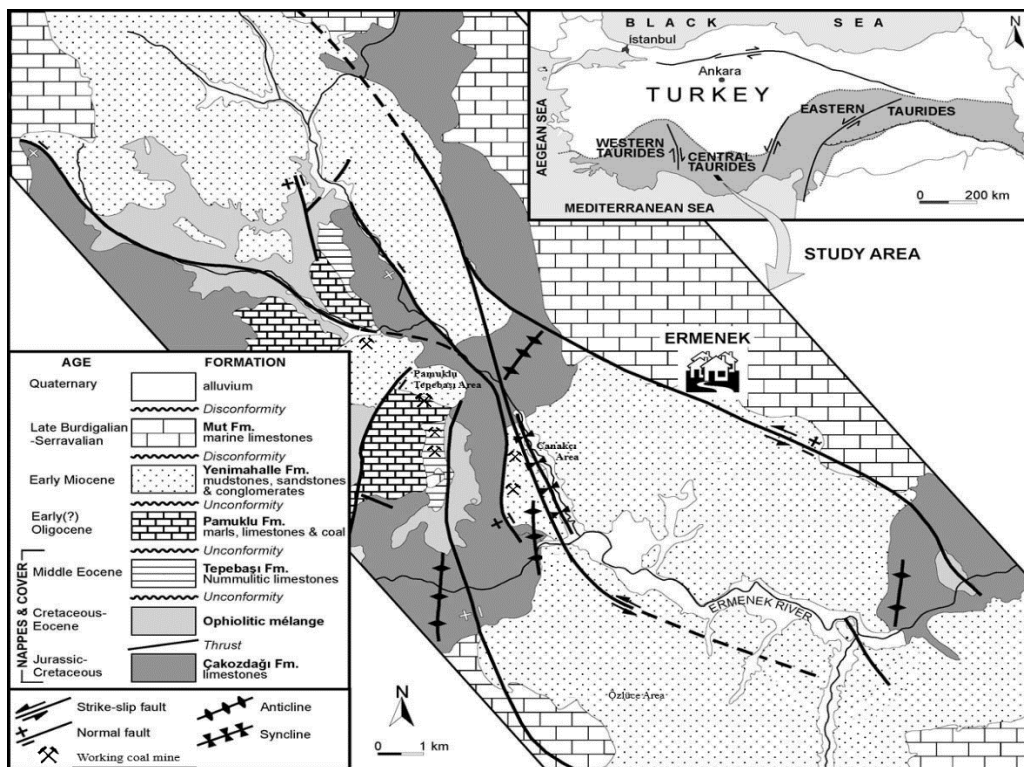 BLACK SEA
N
istanbul
Ankara
TURKEY
AEGEAN SEA
EASTERN
TAURIDES
WESTERN
TAURIDES
CENTRAL
TAURIDES
0 200 km
MEDITERRANEAN SEA
STUDY AREA
ERMENEK
Pamuklu
Tepebaşı Area
Çanakçı
Area
ERMENEK RIVER
Özlüce Area
AGE FORMATION
Quaternary alluvium
Disconformity
Late Burdigalian
-Serravalian
Mut Fm.
marine limestones
Disconformity
Early Miocene
Yenimahalle Fm.
mudstones, sandstones
& conglomerates
Unconformity
Early(?)
Oligocene
Pamuklu Fm.
marls, limestones & coal
Unconformity
NAPPES & COVER
Middle Eocene
Tepebaşı Fm.
Nummulitic limestones
Unconformity
Cretaceous-
Eocene
Ophiolitic mélange
Thrust
Jurassic-
Cretaceous
Çakozdağı Fm.
limestones
Strike-slip fault
Anticline
Normal fault
Syncline
Working coal mine
N
0 1 km